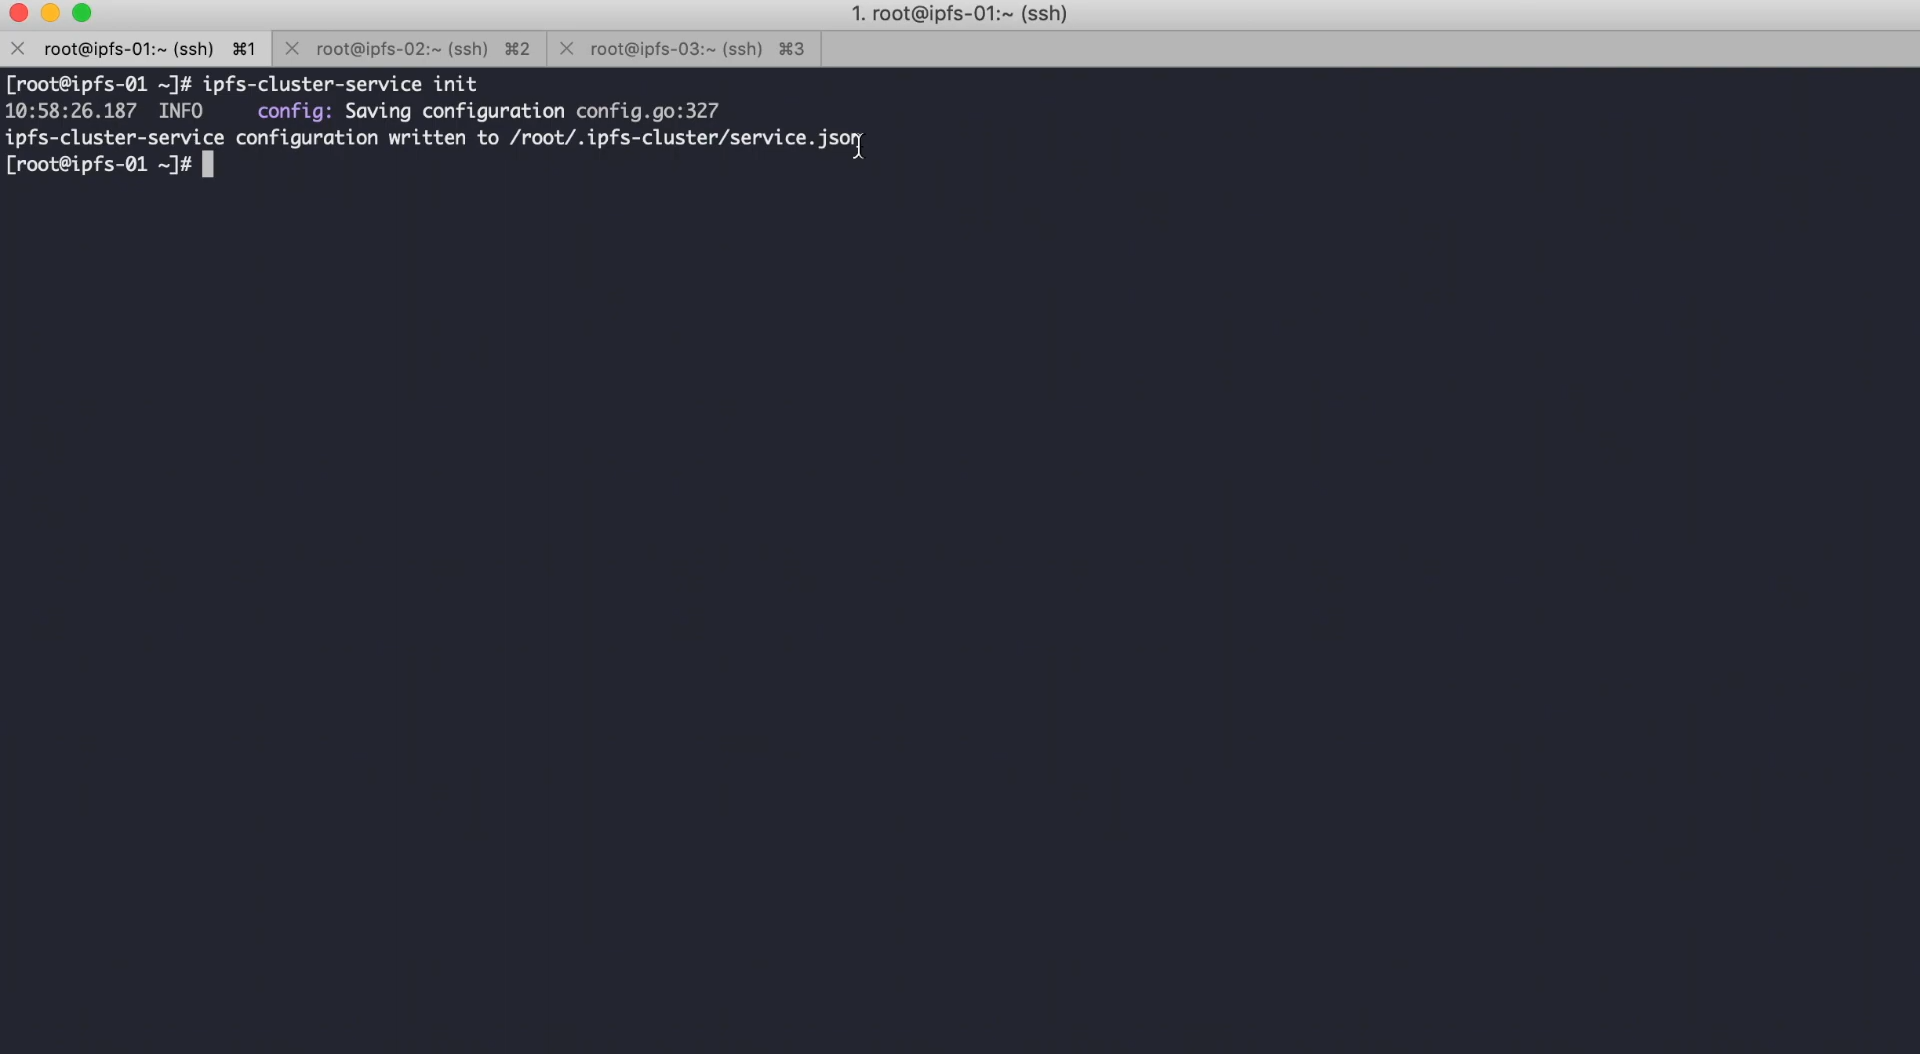 1. root@ipfs-01:~ (ssh)
root@ipfs-01:~ (ssh) ⌘1 root@ipfs-02:~ (ssh) ⌘2 root@ipfs-03:~ (ssh) ⌘3
[root@ipfs-01 ~]# ipfs-cluster-service init
10:58:26.187 INFO config: Saving configuration config.go:327
ipfs-cluster-service configuration written to /root/.ipfs-cluster/service.json
[root@ipfs-01 ~]#